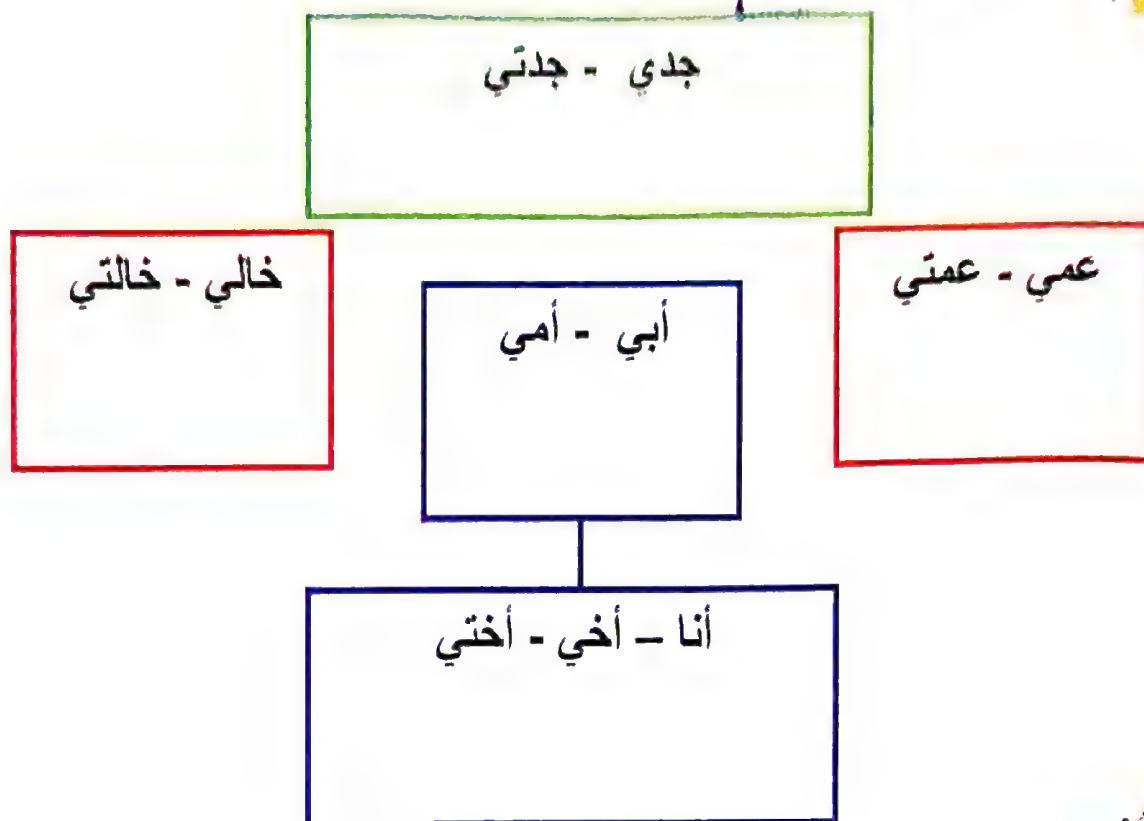 جدي - جدتي
عمي - عمتي
أبي - أمي
خالي - خالتي
أنا – أخي - أختي